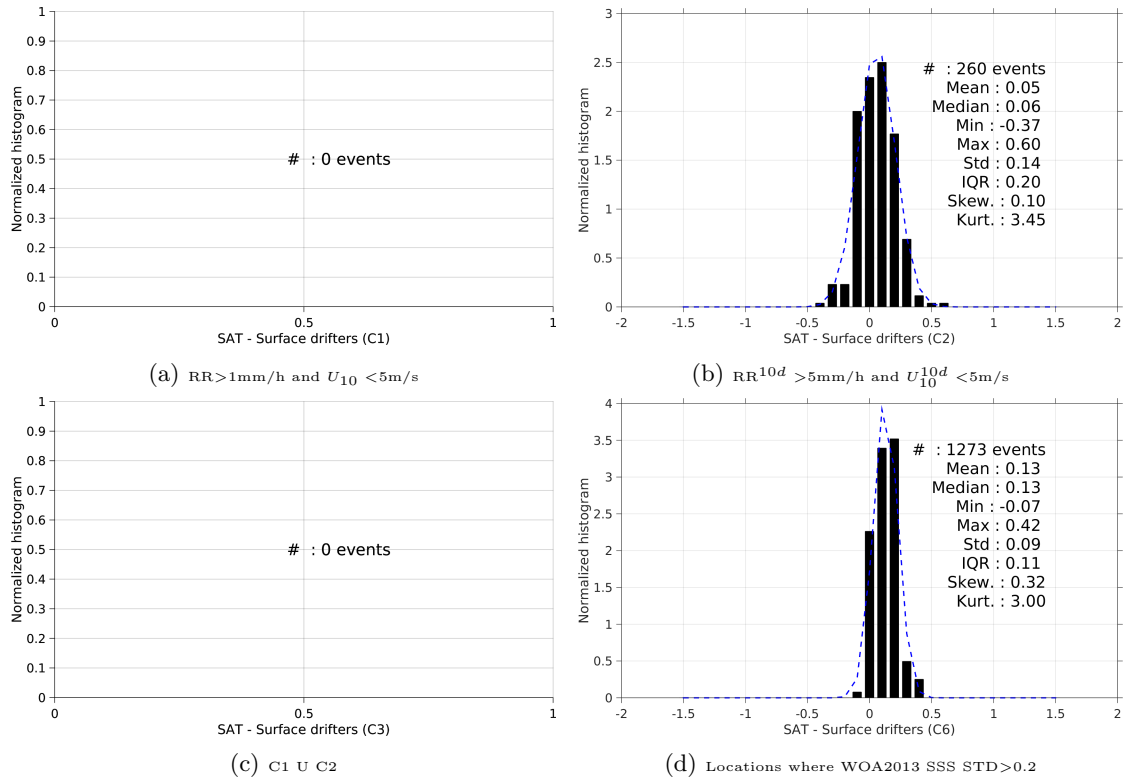 1
0.9
0.8
0.7
0.6
0.5
0.4
0.3
0.2
0.1
0
Normalized histogram
# : 0 events
0 0.5 1
SAT - Surface drifters (C1)
(a) RR>1mm/h and U10 <5m/s
3
2.5
2
1.5
1
0.5
0
Normalized histogram
# : 260 events
Mean : 0.05
Median : 0.06
Min : -0.37
Max : 0.60
Std : 0.14
IQR : 0.20
Skew. : 0.10
Kurt. : 3.45
-2 -1.5 -1 -0.5 0 0.5 1 1.5 2
SAT - Surface drifters (C2)
(b) RR^10d >5mm/h and U10^10d <5m/s
1
0.9
0.8
0.7
0.6
0.5
0.4
0.3
0.2
0.1
0
Normalized histogram
# : 0 events
0 0.5 1
SAT - Surface drifters (C3)
(c) C1 U C2
4
3.5
3
2.5
2
1.5
1
0.5
0
Normalized histogram
# : 1273 events
Mean : 0.13
Median : 0.13
Min : -0.07
Max : 0.42
Std : 0.09
IQR : 0.11
Skew. : 0.32
Kurt. : 3.00
-2 -1.5 -1 -0.5 0 0.5 1 1.5 2
SAT - Surface drifters (C6)
(d) Locations where WOA2013 SSS STD>0.2